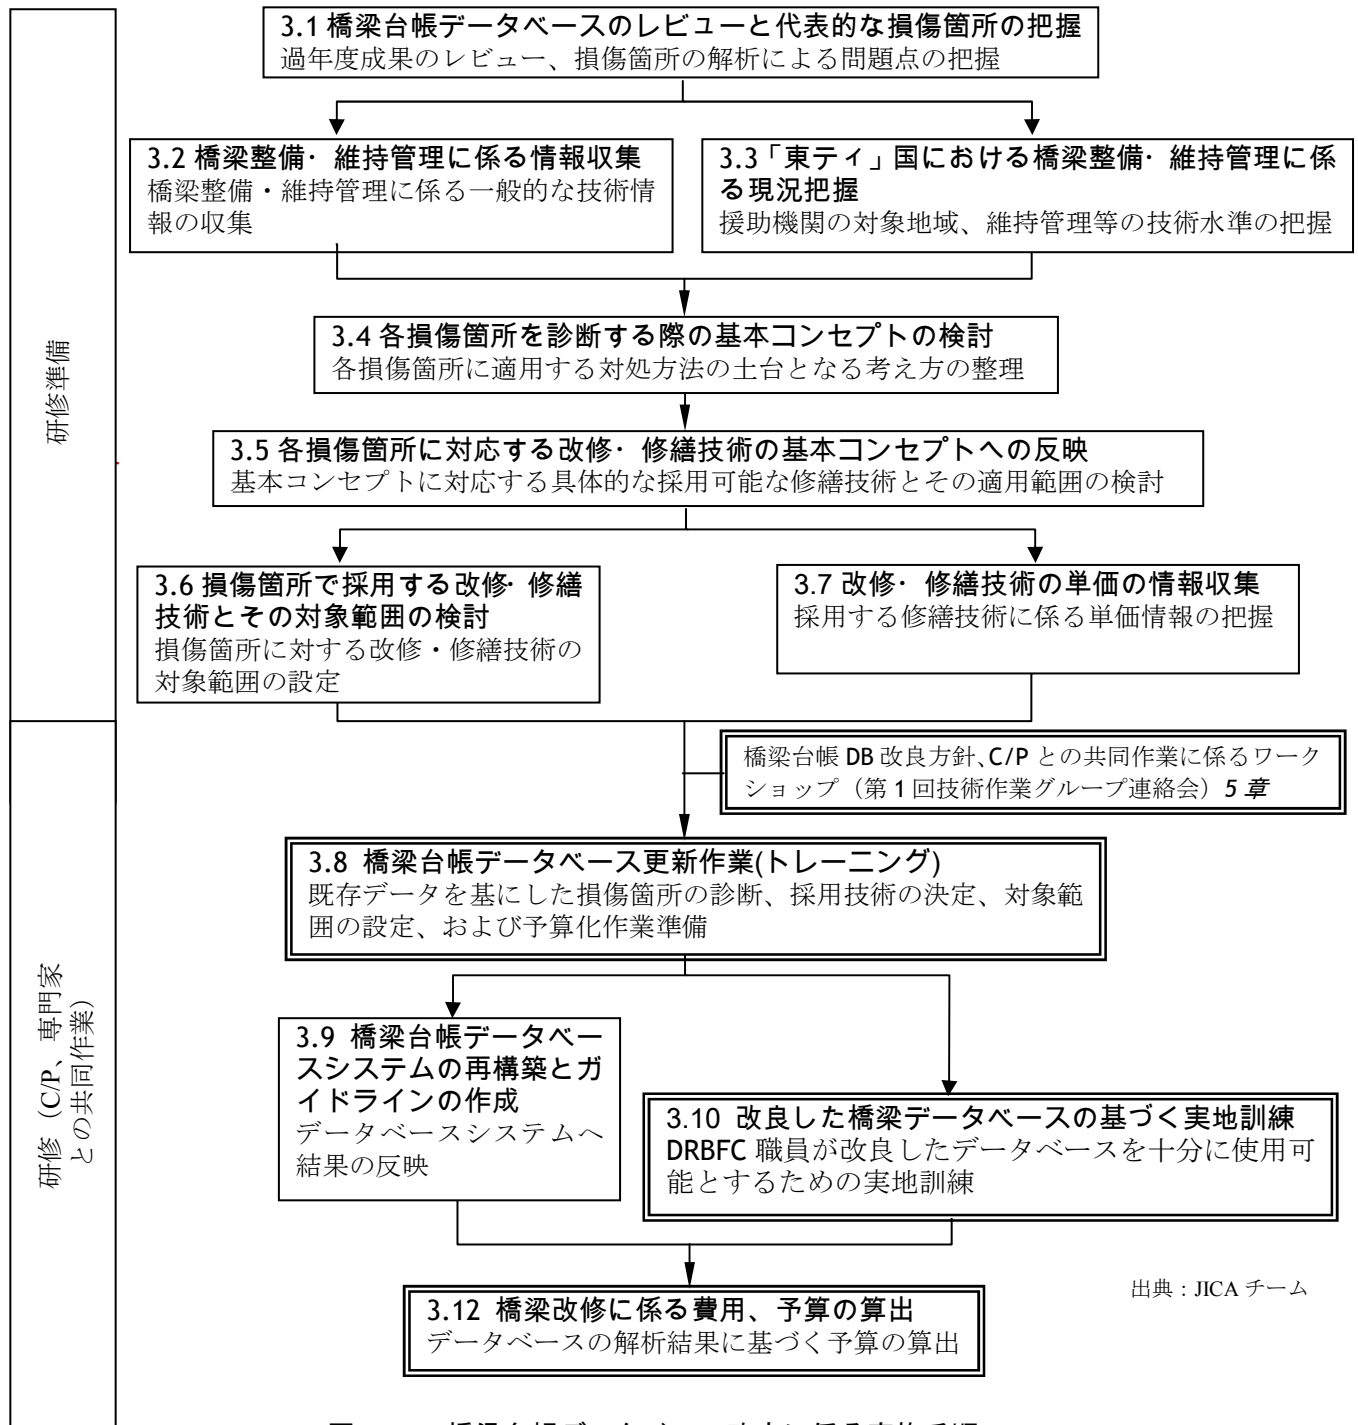 3.1 橋梁台帳データベースのレビューと代表的な損傷箇所の把握
過年度成果のレビュー、損傷箇所の解析による問題点の把握
3.2 橋梁整備・維持管理に係る情報収集
橋梁整備・維持管理に係る一般的な技術情
報の収集
3.3「東ティ」国における橋梁整備・維持管理に係
る現況把握
援助機関の対象地域、維持管理等の技術水準の把握
3.4 各損傷箇所を診断する際の基本コンセプトの検討
各損傷箇所に適用する対処方法の土台となる考え方の整理
研修準備
3.5 各損傷箇所に対応する改修・修繕技術の基本コンセプトへの反映
基本コンセプトに対応する具体的な採用可能な修繕技術とその適用範囲の検討
3.6 損傷箇所で採用する改修・修繕
技術とその対象範囲の検討
損傷箇所に対する改修・修繕技術の
対象範囲の設定
3.7 改修・修繕技術の単価の情報収集
採用する修繕技術に係る単価情報の把握
橋梁台帳 DB 改良方針、C/P との共同作業に係るワーク
ショップ（第 1 回技術作業グループ連絡会）5 章
3.8 橋梁台帳データベース更新作業(トレーニング)
既存データを基にした損傷箇所の診断、採用技術の決定、対象範
囲の設定、および予算化作業準備
研修（C/P、専門家
との共同作業）
3.9 橋梁台帳データベー
スシステムの再構築とガ
イドラインの作成
データベースシステムへ
結果の反映
3.10 改良した橋梁データベースの基づく実地訓練
DRBFC 職員が改良したデータベースを十分に使用可
能とするための実地訓練
3.12 橋梁改修に係る費用、予算の算出
データベースの解析結果に基づく予算の算出
出典：JICA チーム